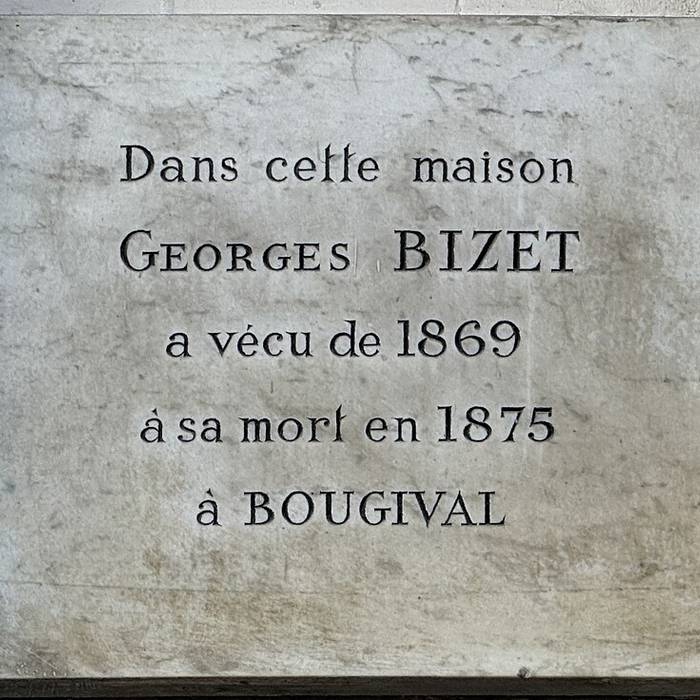 Dans cette maison
GEORGES BIZET
a vécu de 1869
à sa mort en 1875
à BOUGIVAL